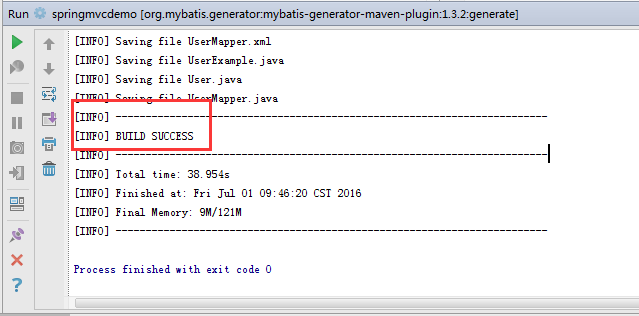 Run springmvcdemo [org.mybatis.generator:mybatis-generator-maven-plugin:1.3.2:generate]
[INFO] Saving file UserMapper.xml
[INFO] Saving file UserExample.java
[INFO] Saving file User.java
[INFO] Saving file UserMapper.java
[INFO] ------------------------------------------------------------------------
[INFO] BUILD SUCCESS
[INFO] ------------------------------------------------------------------------
[INFO] Total time: 38.954s
[INFO] Finished at: Fri Jul 01 09:46:20 CST 2016
[INFO] Final Memory: 9M/121M
[INFO] ------------------------------------------------------------------------
Process finished with exit code 0